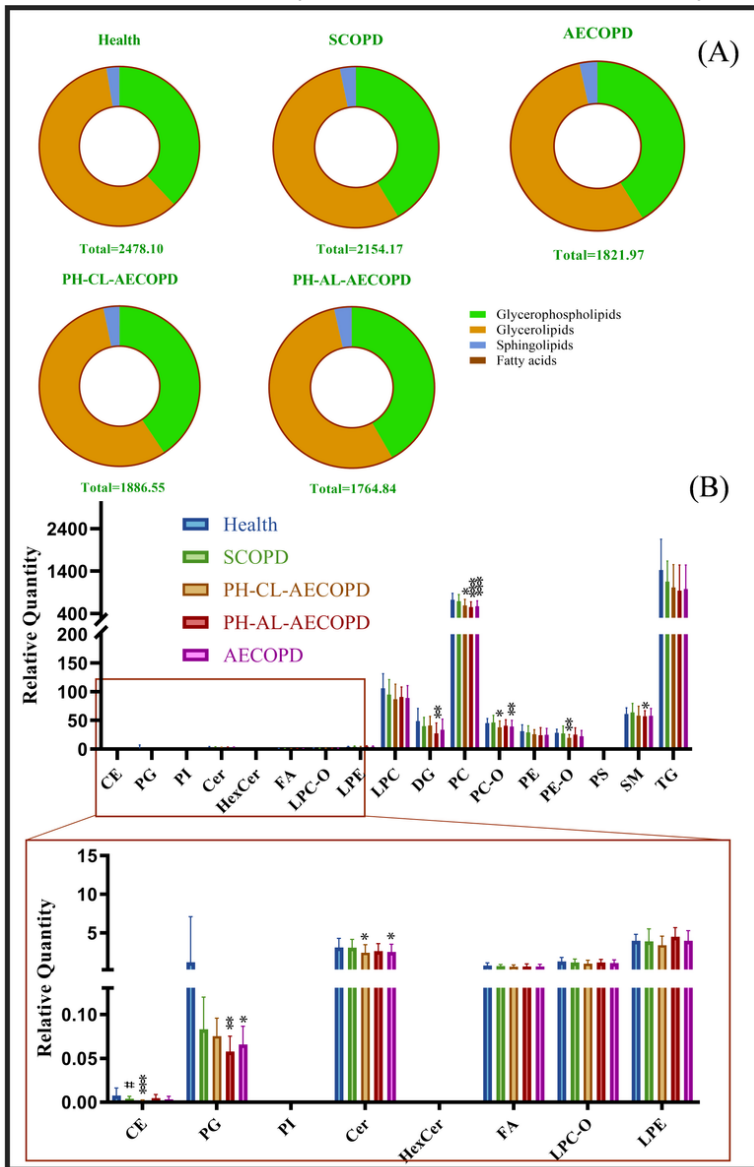 Health
SCOPD
AECOPD
(A)
Total=2478.10
Total=2154.17
Total=1821.97
PH-CL-AECOPD
PH-AL-AECOPD
Glycerophospholipids
Glycerolipids
Sphingolipids
Fatty acids
Total=1886.55
Total=1764.84
(B)
Relative Quantity
2400
1400
400
200
150
100
50
0
Health
SCOPD
PH-CL-AECOPD
PH-AL-AECOPD
AECOPD
*
***
***
**
*
**
**
*
CE
PG
PI
Cer
HexCer
FA
LPC-O
LPE
LPC
DG
PC
PC-O
PE
PE-O
PS
SM
TG
Relative Quantity
15
10
5
0.10
0.05
0.00
#
***
**
*
*
*
CE
PG
PI
Cer
HexCer
FA
LPC-O
LPE